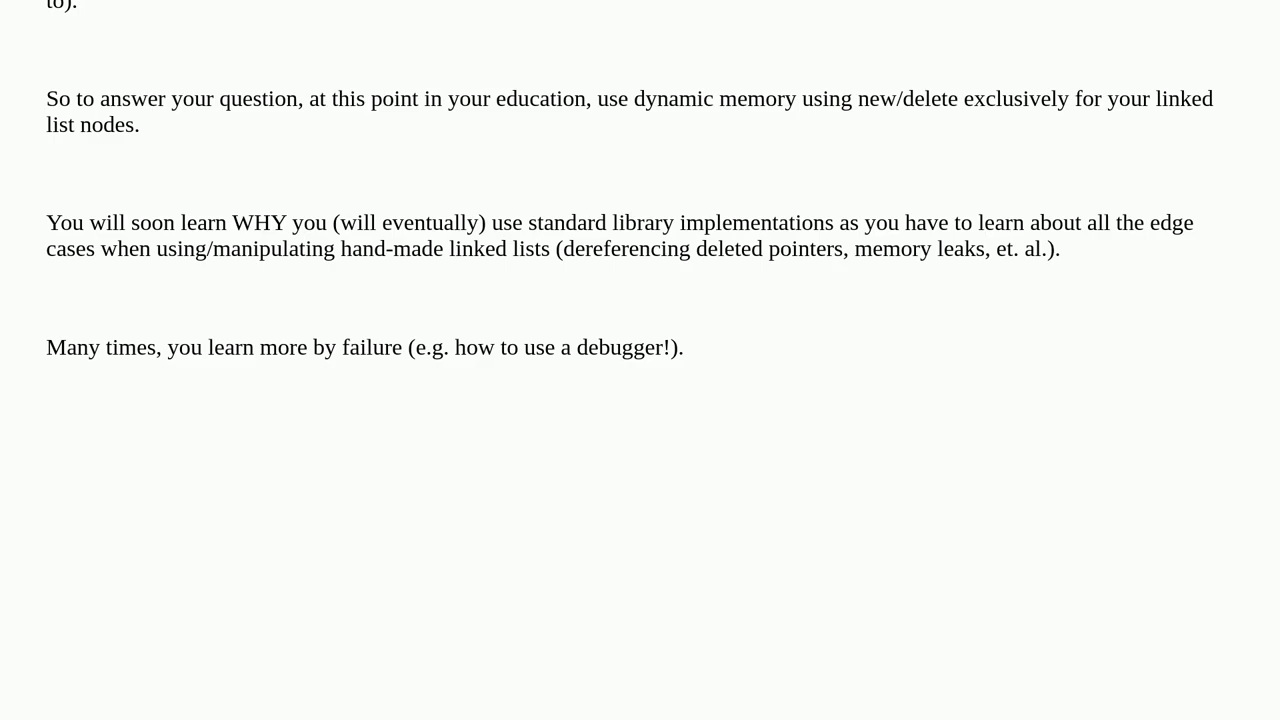 to).
So to answer your question, at this point in your education, use dynamic memory using new/delete exclusively for your linked
list nodes.
You will soon learn WHY you (will eventually) use standard library implementations as you have to learn about all the edge
cases when using/manipulating hand-made linked lists (dereferencing deleted pointers, memory leaks, et. al.).
Many times, you learn more by failure (e.g. how to use a debugger!).